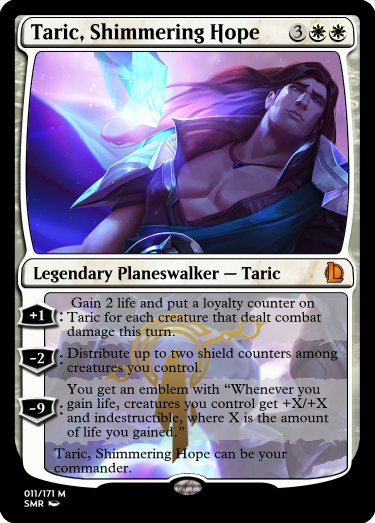 Taric, Shimmering Hope 3
Legendary Planeswalker — Taric
+1: Gain 2 life and put a loyalty counter on
Taric for each creature that dealt combat
damage this turn.
-2: Distribute up to two shield counters among
creatures you control.
You get an emblem with “Whenever you
-9: gain life, creatures you control get +X/+X
and indestructible, where X is the amount
of life you gained.”
Taric, Shimmering Hope can be your
commander.
011/171 M
SMR